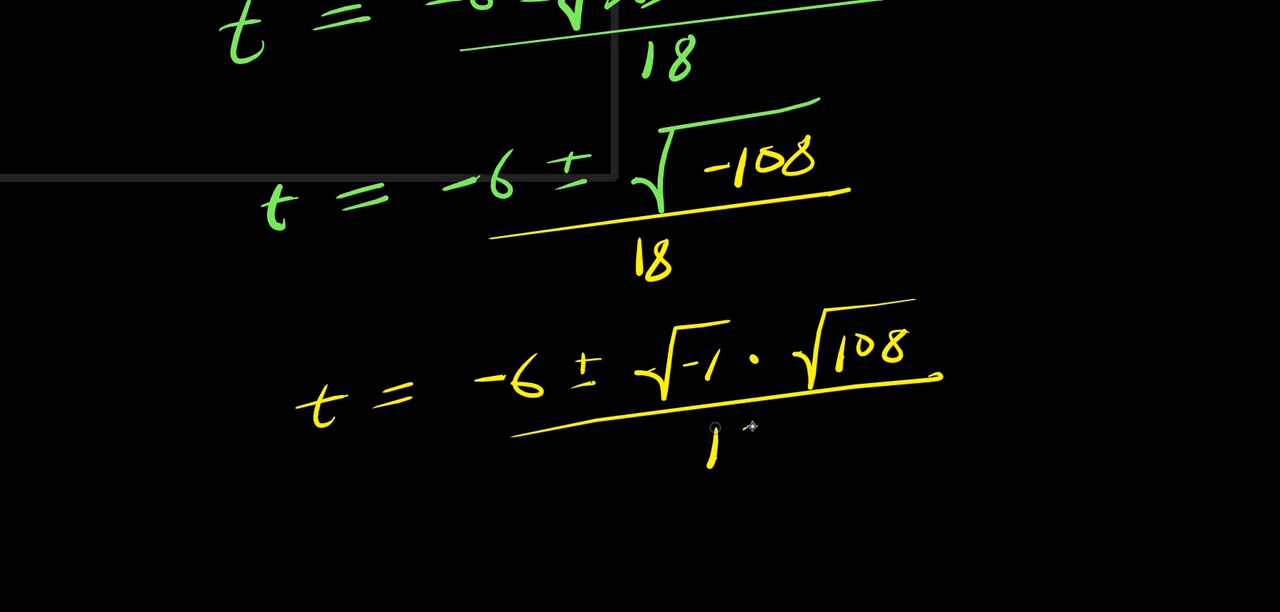 t =
18
t = -6 ± √-108
18
t = -6 ± √-1 · √108
1